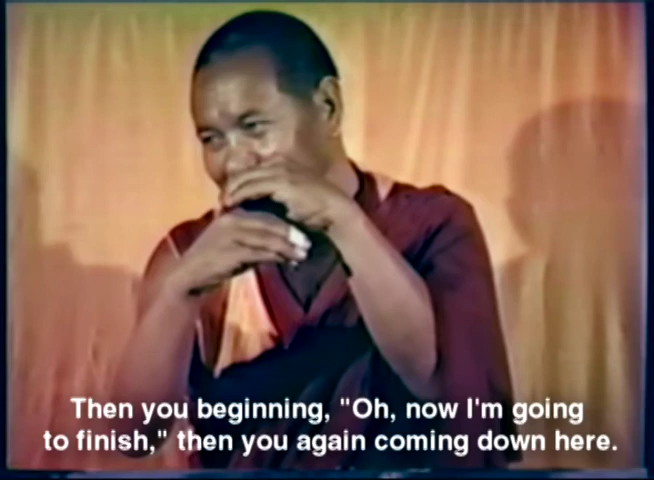 Then you beginning, "Oh, now I'm going
to finish," then you again coming down here.